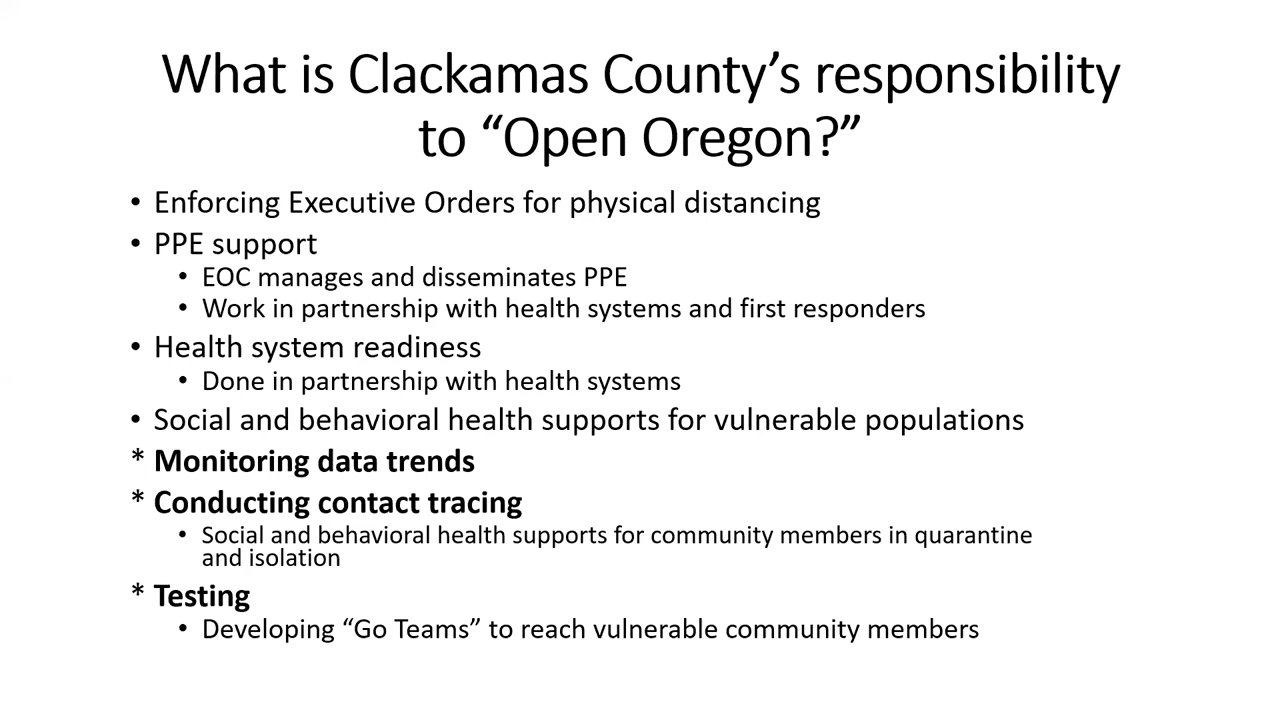 What is Clackamas County’s responsibility
to “Open Oregon?”
• Enforcing Executive Orders for physical distancing
• PPE support
• EOC manages and disseminates PPE
• Work in partnership with health systems and first responders
• Health system readiness
• Done in partnership with health systems
• Social and behavioral health supports for vulnerable populations
* Monitoring data trends
* Conducting contact tracing
• Social and behavioral health supports for community members in quarantine
and isolation
* Testing
• Developing “Go Teams” to reach vulnerable community members